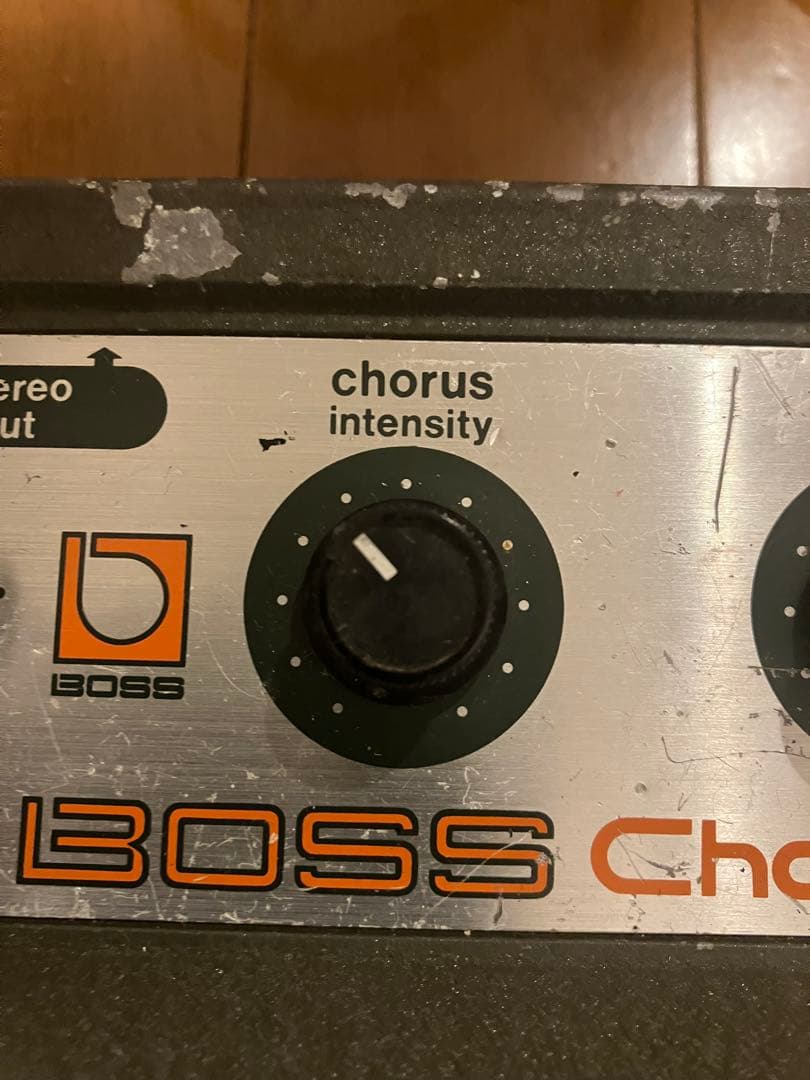 ereo
ut
chorus
intensity
BOSS
BOSS Cho